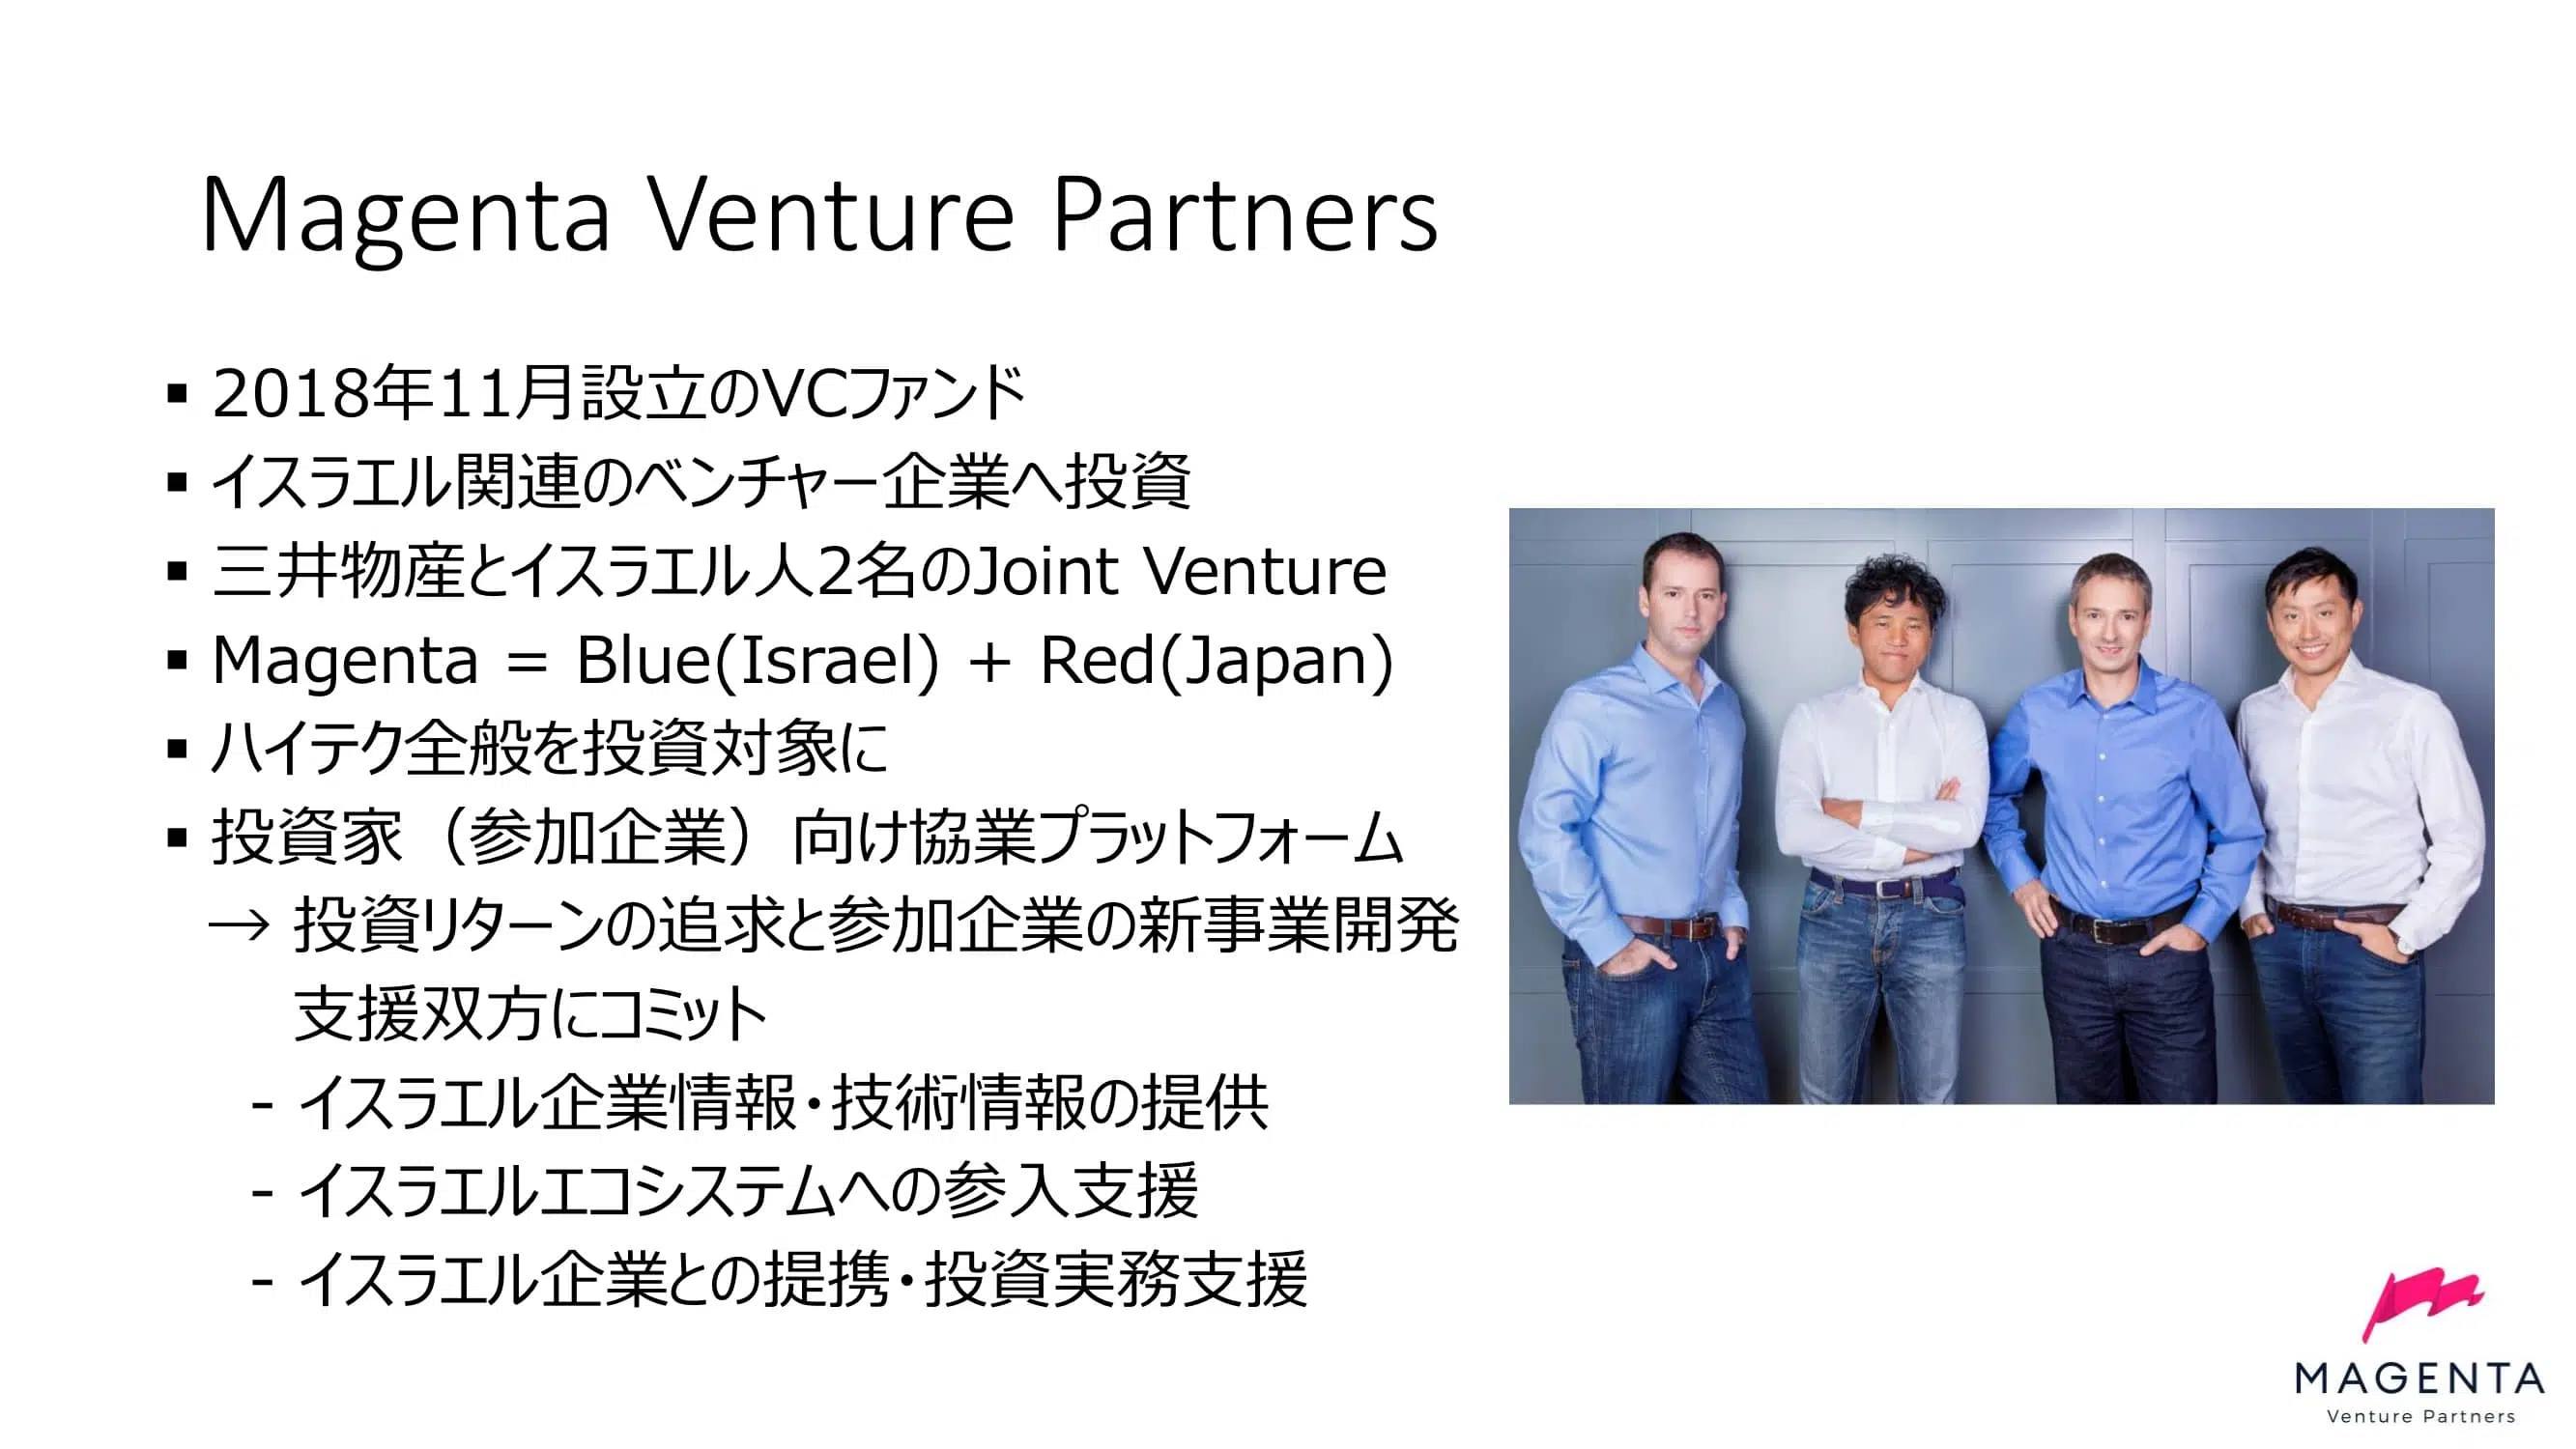 Magenta Venture Partners
▪ 2018年11月設立のVCファンド
▪ イスラエル関連のベンチャー企業へ投資
▪ 三井物産とイスラエル人2名のJoint Venture
▪ Magenta = Blue(Israel) + Red(Japan)
▪ ハイテク全般を投資対象に
▪ 投資家（参加企業）向け協業プラットフォーム
→ 投資リターンの追求と参加企業の新事業開発
支援双方にコミット
- イスラエル企業情報・技術情報の提供
- イスラエルエコシステムへの参入支援
- イスラエル企業との提携・投資実務支援
MAGENTA
Venture Partners